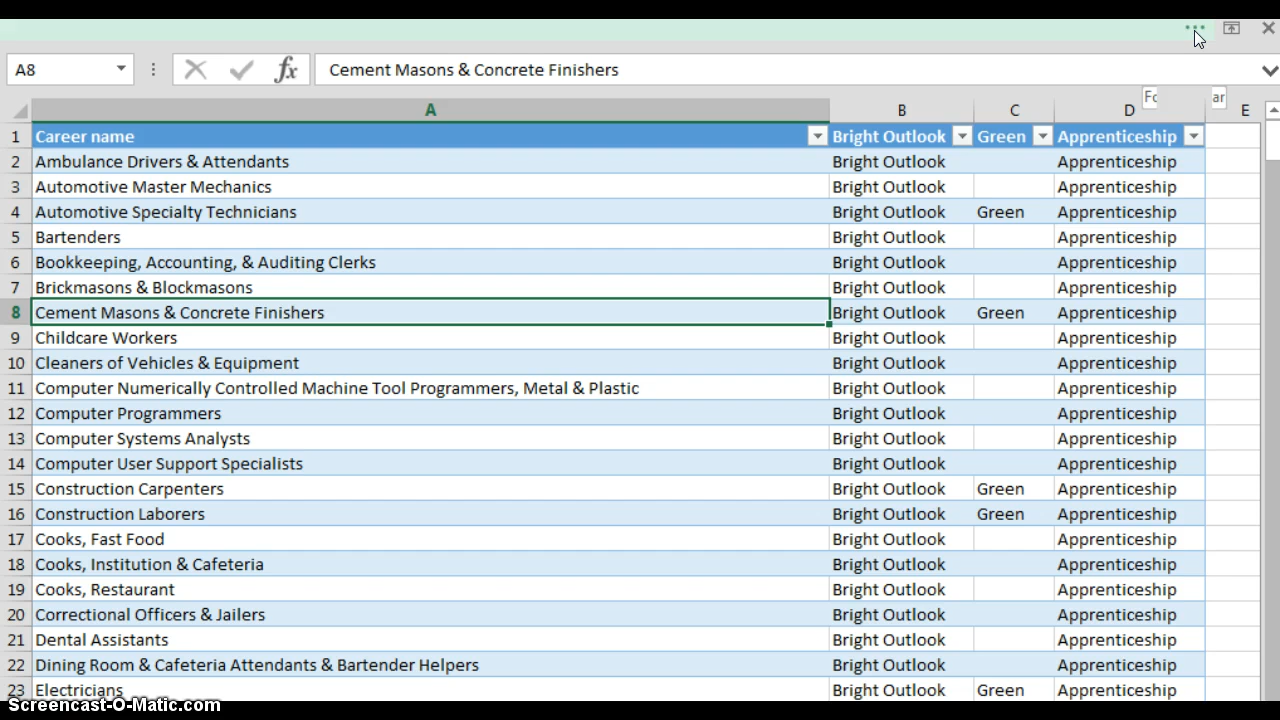 A8 fx Cement Masons & Concrete Finishers
A B C D E
1 Career name Bright Outlook Green Apprenticeship
2 Ambulance Drivers & Attendants Bright Outlook Apprenticeship
3 Automotive Master Mechanics Bright Outlook Apprenticeship
4 Automotive Specialty Technicians Bright Outlook Green Apprenticeship
5 Bartenders Bright Outlook Apprenticeship
6 Bookkeeping, Accounting, & Auditing Clerks Bright Outlook Apprenticeship
7 Brickmasons & Blockmasons Bright Outlook Apprenticeship
8 Cement Masons & Concrete Finishers Bright Outlook Green Apprenticeship
9 Childcare Workers Bright Outlook Apprenticeship
10 Cleaners of Vehicles & Equipment Bright Outlook Apprenticeship
11 Computer Numerically Controlled Machine Tool Programmers, Metal & Plastic Bright Outlook Apprenticeship
12 Computer Programmers Bright Outlook Apprenticeship
13 Computer Systems Analysts Bright Outlook Apprenticeship
14 Computer User Support Specialists Bright Outlook Apprenticeship
15 Construction Carpenters Bright Outlook Green Apprenticeship
16 Construction Laborers Bright Outlook Green Apprenticeship
17 Cooks, Fast Food Bright Outlook Apprenticeship
18 Cooks, Institution & Cafeteria Bright Outlook Apprenticeship
19 Cooks, Restaurant Bright Outlook Apprenticeship
20 Correctional Officers & Jailers Bright Outlook Apprenticeship
21 Dental Assistants Bright Outlook Apprenticeship
22 Dining Room & Cafeteria Attendants & Bartender Helpers Bright Outlook Apprenticeship
23 Electricians Bright Outlook Green Apprenticeship
Screencast-O-Matic.com